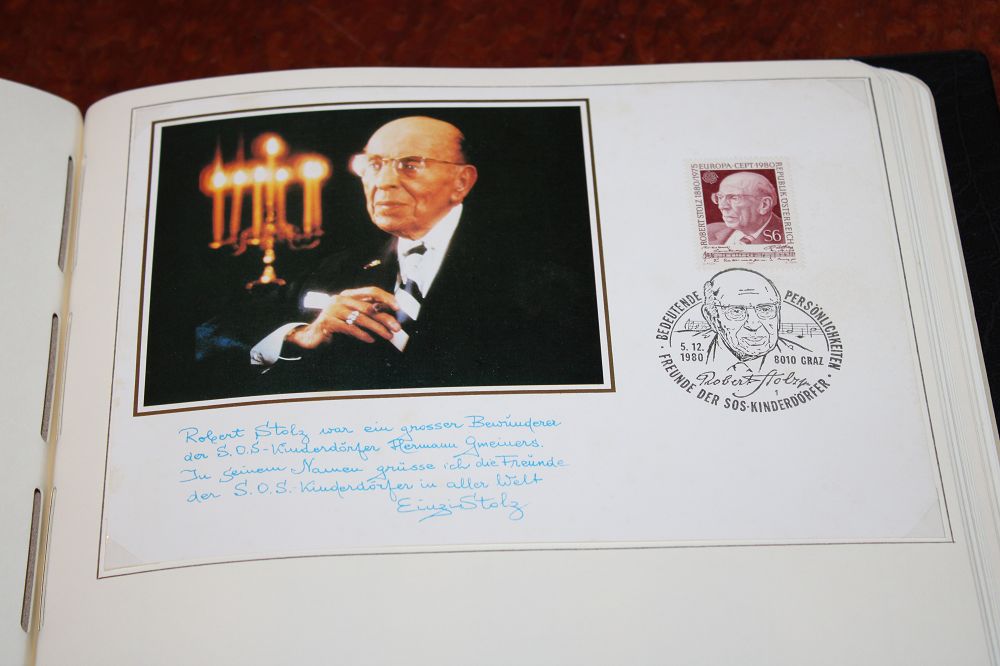 EUROPA-CEPT-1980
ROBERT STOLZ 1880/1975
REPUBLIK ÖSTERREICH
S6
BEDEUTENDE PERSÖNLICHKEITEN
5.12.
1980
8010 GRAZ
Robert Stolz
1
FREUNDE DER SOS-KINDERDÖRFER
Robert Stolz war ein grosser Bewunderer
der S.O.S-Kinderdörfer Hermann Gmeiners.
In seinem Namen grüsse ich die Freunde
der S.O.S.-Kinderdörfer in aller Welt
Einzi Stolz